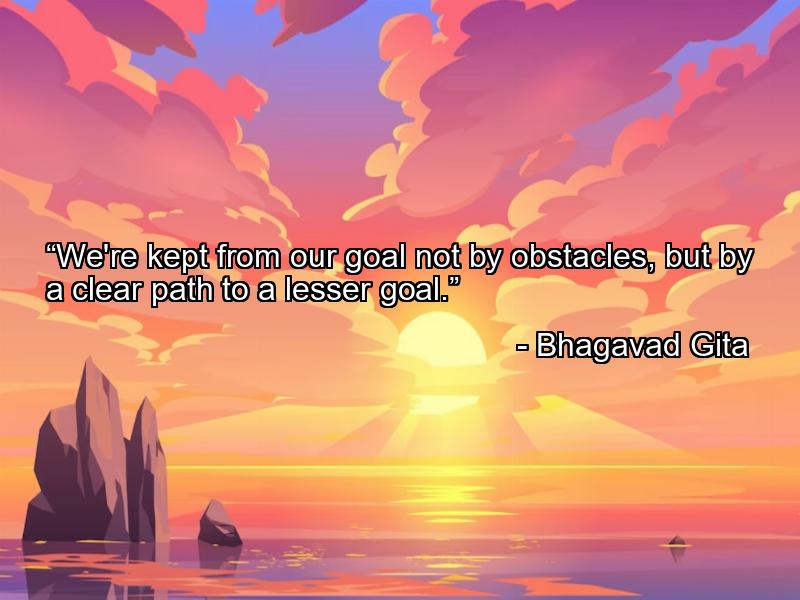 “We're kept from our goal not by obstacles, but by
a clear path to a lesser goal.”
- Bhagavad Gita